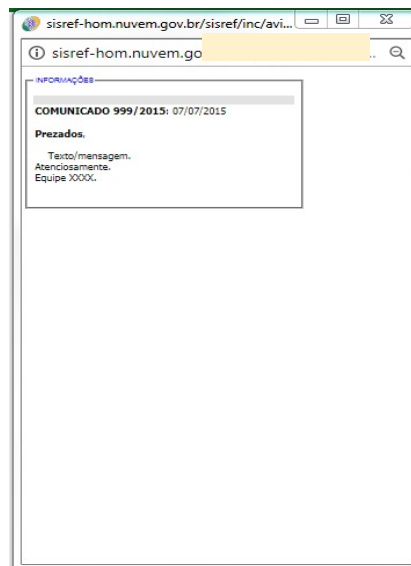 sisref-hom.nuvem.gov.br/sisref/inc/avi...
sisref-hom.nuvem.go ..
INFORMAÇÕES
COMUNICADO 999/2015: 07/07/2015
Prezados,
Texto/mensagem.
Atenciosamente.
Equipe XXXX.